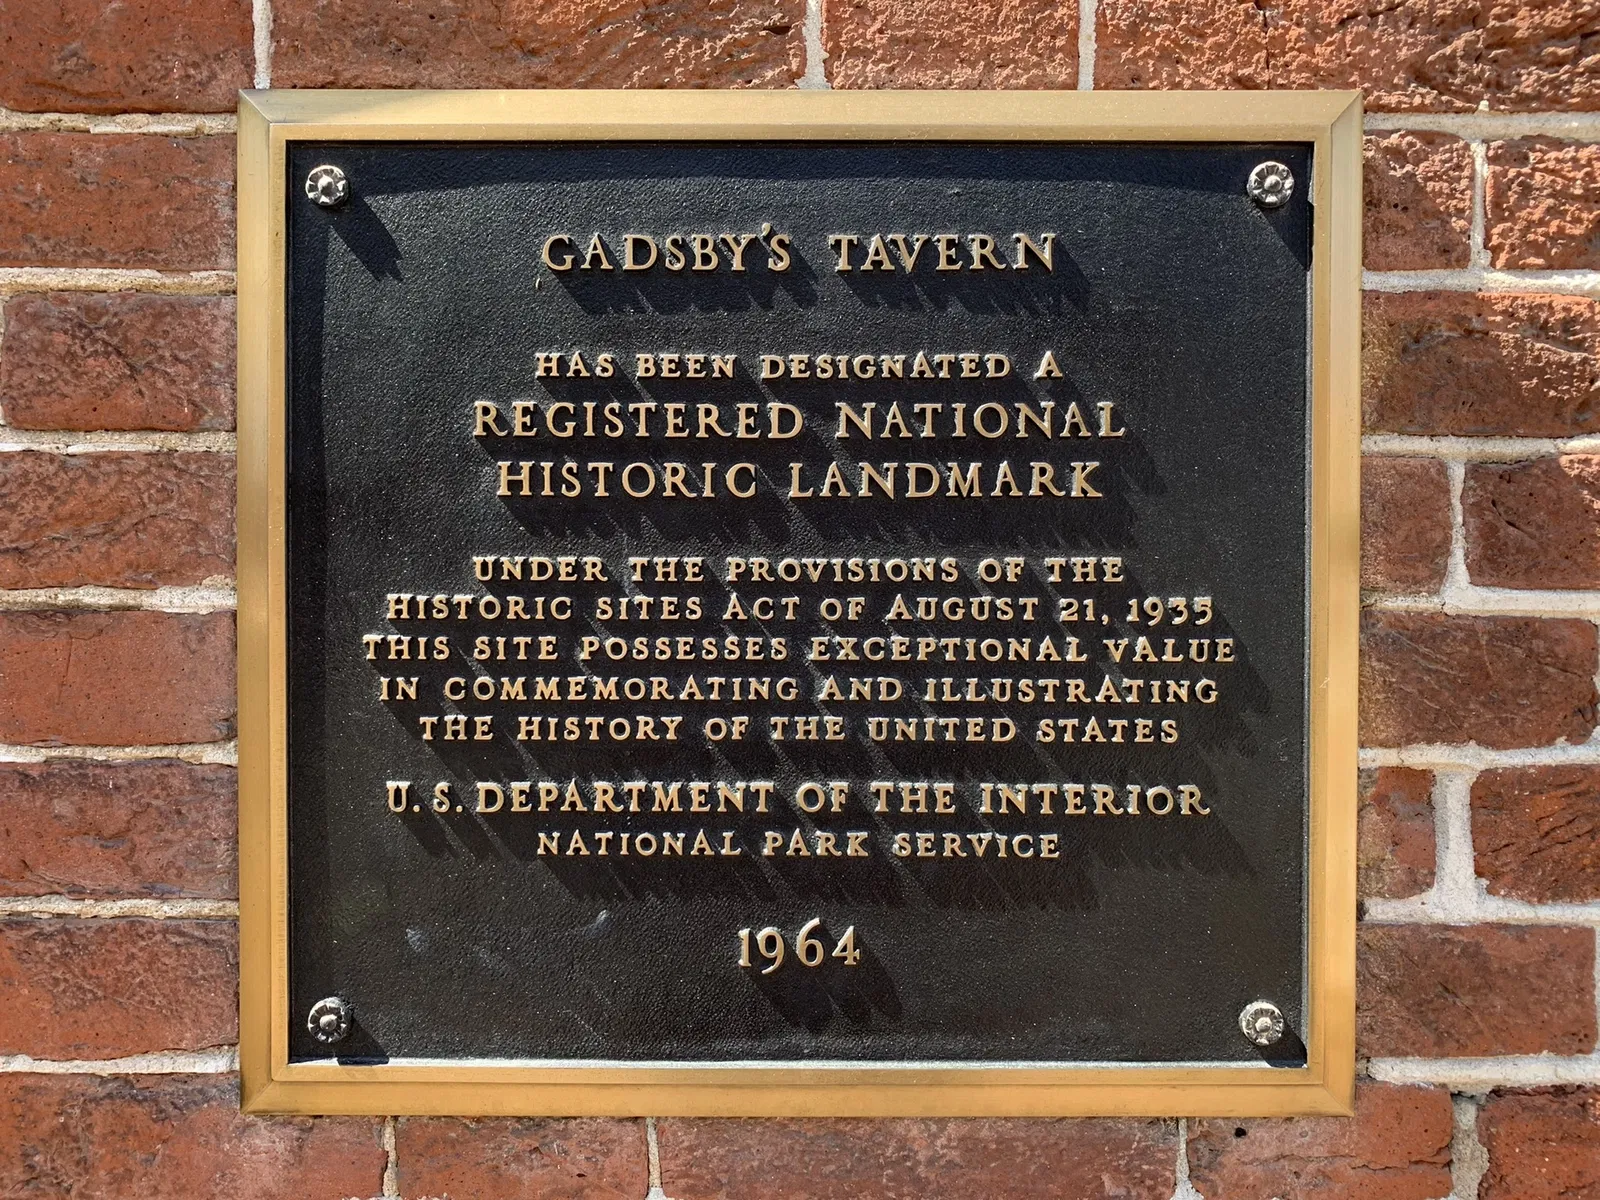 GADSBY'S TAVERN
HAS BEEN DESIGNATED A
REGISTERED NATIONAL
HISTORIC LANDMARK
UNDER THE PROVISIONS OF THE
HISTORIC SITES ACT OF AUGUST 21, 1935
THIS SITE POSSESSES EXCEPTIONAL VALUE
IN COMMEMORATING AND ILLUSTRATING
THE HISTORY OF THE UNITED STATES
U. S. DEPARTMENT OF THE INTERIOR
NATIONAL PARK SERVICE
1964